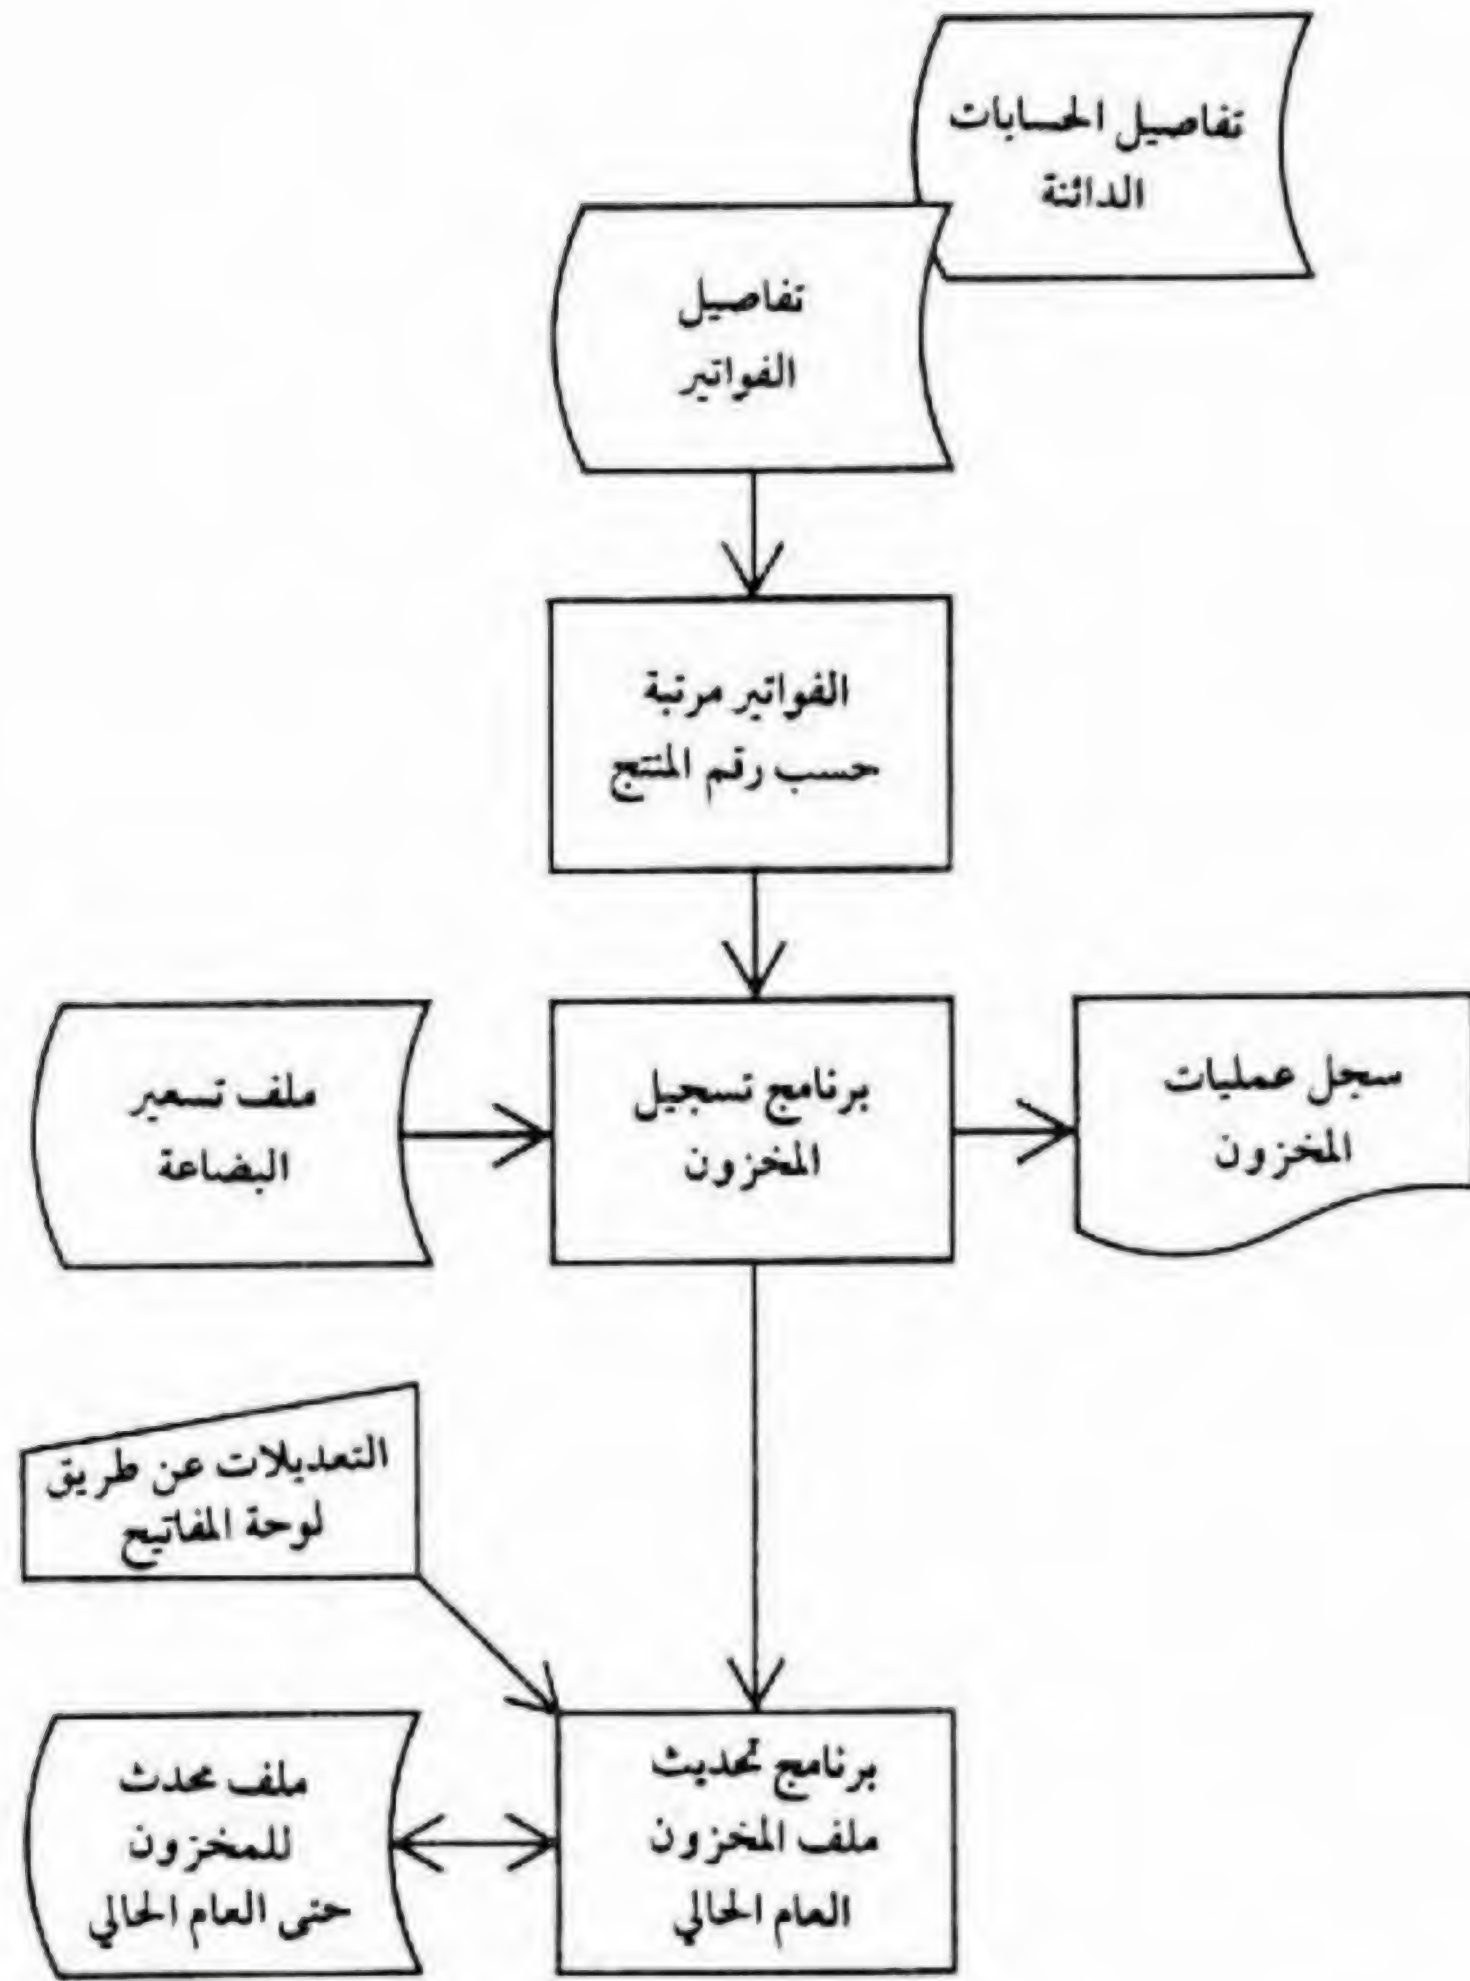 تفاصيل الحسابات
الدائنة
تفاصيل
الفواتير
الفواتير مرتبة
حسب رقم المنتج
ملف تسعير
البضاعة
برنامج تسجيل
المخزون
سجل عمليات
المخزون
التعديلات عن طريق
لوحة المفاتيح
ملف محدث
للمخزون
حتى العام الحالي
برنامج تحديث
ملف المخزون
العام الحالي